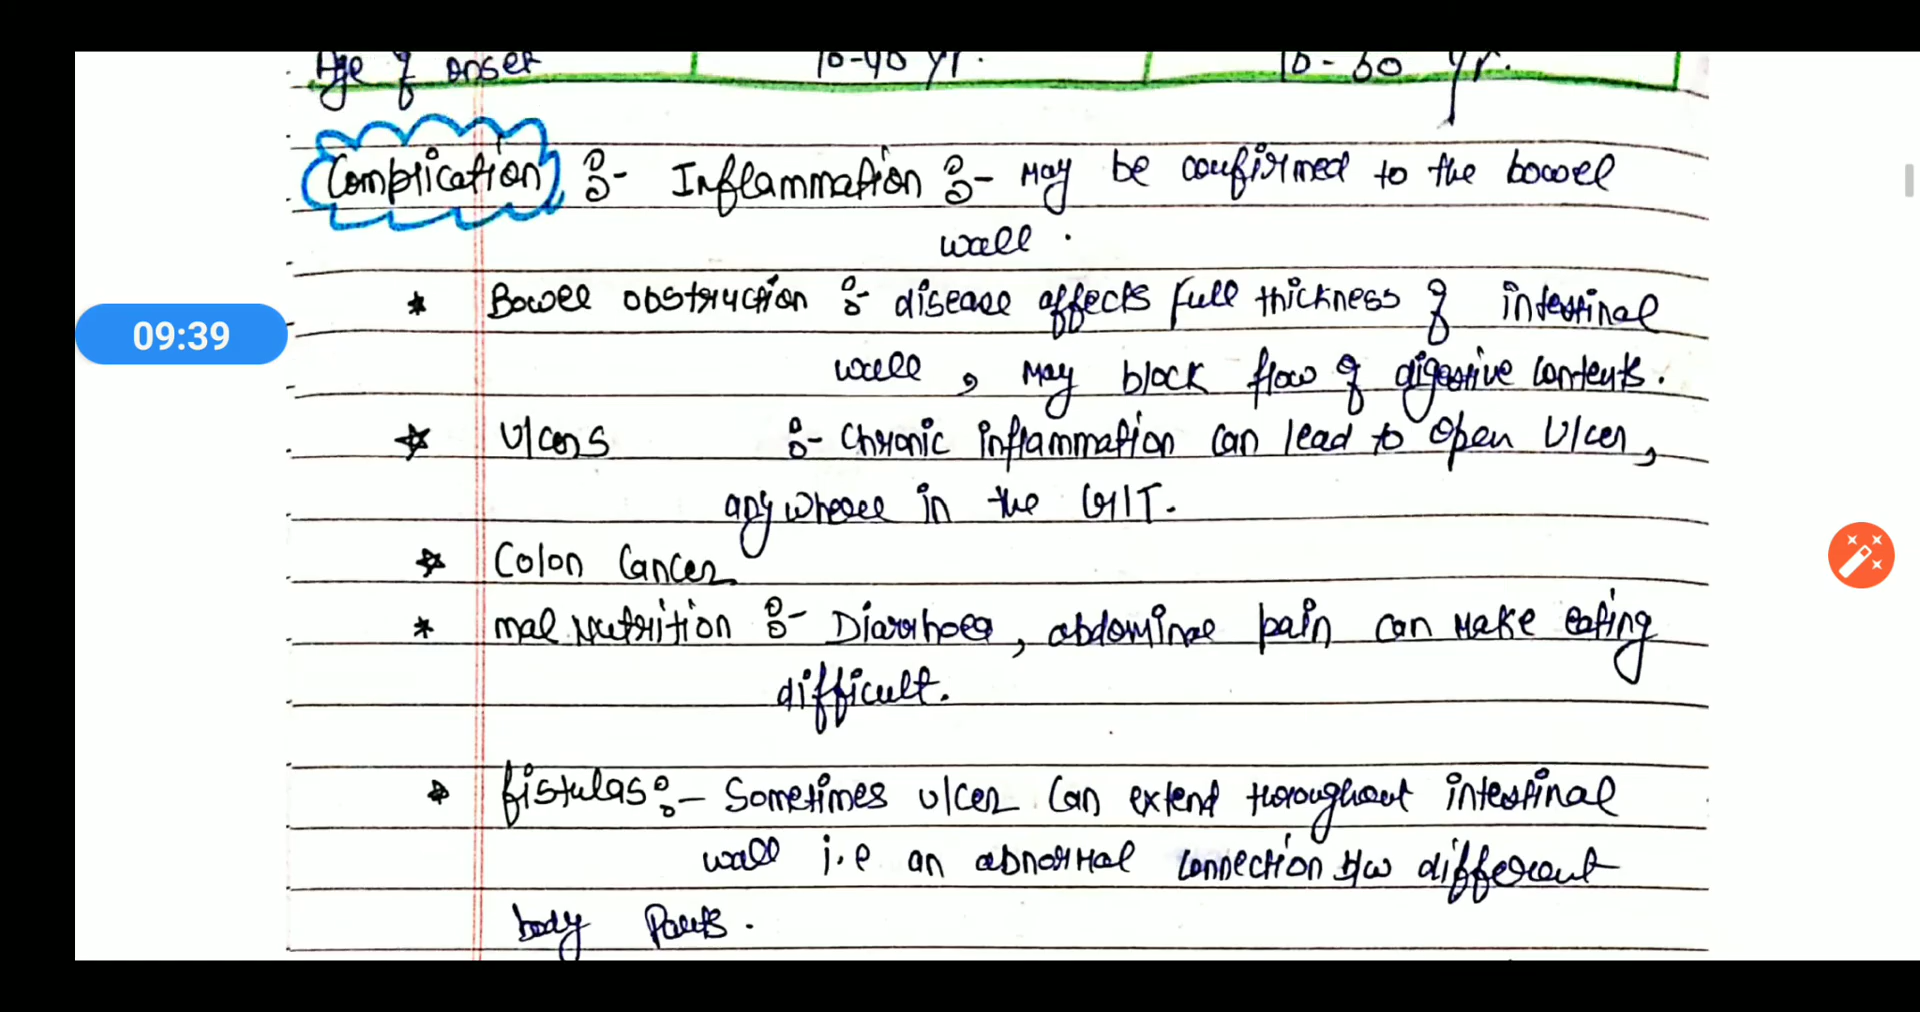 Age of onset 10-40 yr. 10-30 yr.
Complication :- Inflammation :- May be confirmed to the bowel
wall.
* Bowel obstruction :- disease affects full thickness of intestinal
wall, May block flow of digestive contents.
09:39
☆ Ulcers :- Chronic inflammation can lead to open Ulcer,
any where in the GIT.
☆ Colon Cancer
* mal Nutrition :- Diarrhoea, abdominal pain can Make eating
difficult.
* fistulas :- Sometimes ulcer can extend throughout intestinal
wall i.e an abnormal connection b/w different
body Parts.